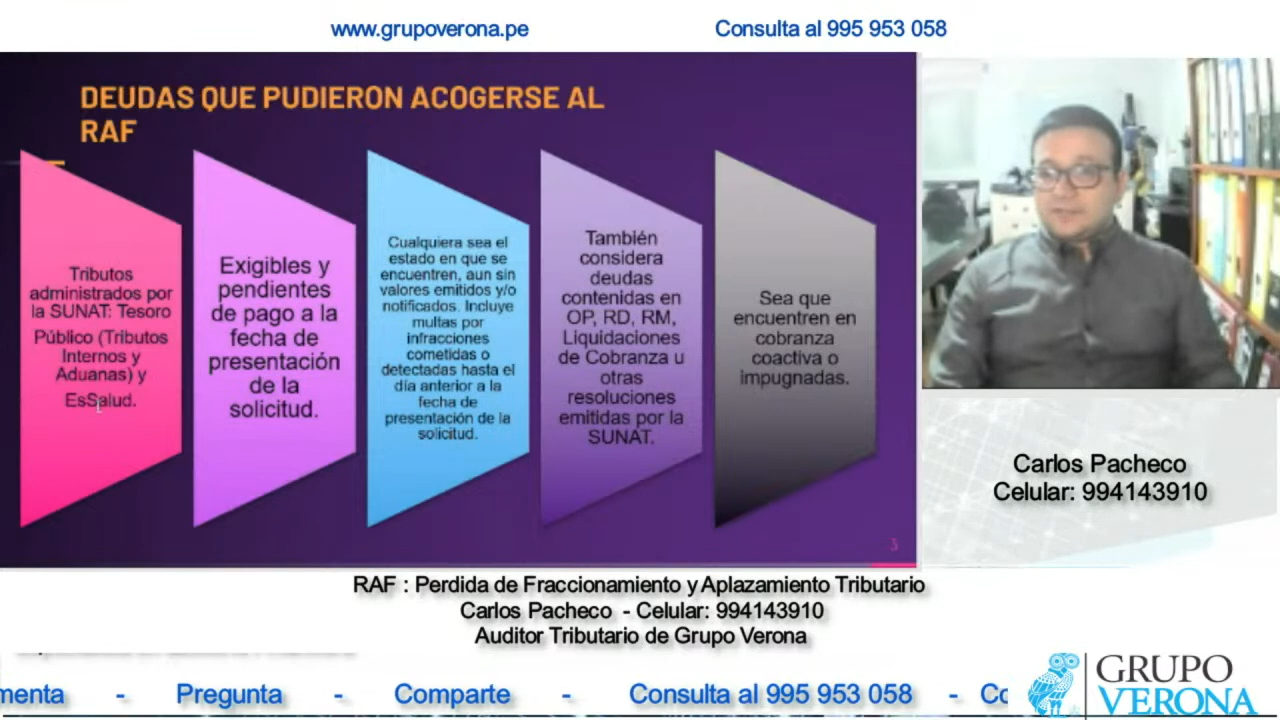 www.grupoverona.pe
Consulta al 995 953 058
DEUDAS QUE PUDIERON ACOGERSE AL
RAF
Tributos
administrados por
la SUNAT: Tesoro
Público (Tributos
Internos y
Aduanas) y
EsSalud.
Exigibles y
pendientes
de pago a la
fecha de
presentación
de la
solicitud.
Cualquiera sea el
estado en que se
encuentren, aun sin
valores emitidos y/o
notificados. Incluye
multas por
infracciones
cometidas o
detectadas hasta el
día anterior a la
fecha de
presentación de la
solicitud.
También
considera
deudas
contenidas en
OP, RD, RM,
Liquidaciones
de Cobranza u
otras
resoluciones
emitidas por la
SUNAT.
Sea que
encuentren en
cobranza
coactiva o
impugnadas.
3
Carlos Pacheco
Celular: 994143910
RAF : Perdida de Fraccionamiento y Aplazamiento Tributario
Carlos Pacheco - Celular: 994143910
Auditor Tributario de Grupo Verona
menta - Pregunta - Comparte - Consulta al 995 953 058 - Co
GRUPO
VERONA